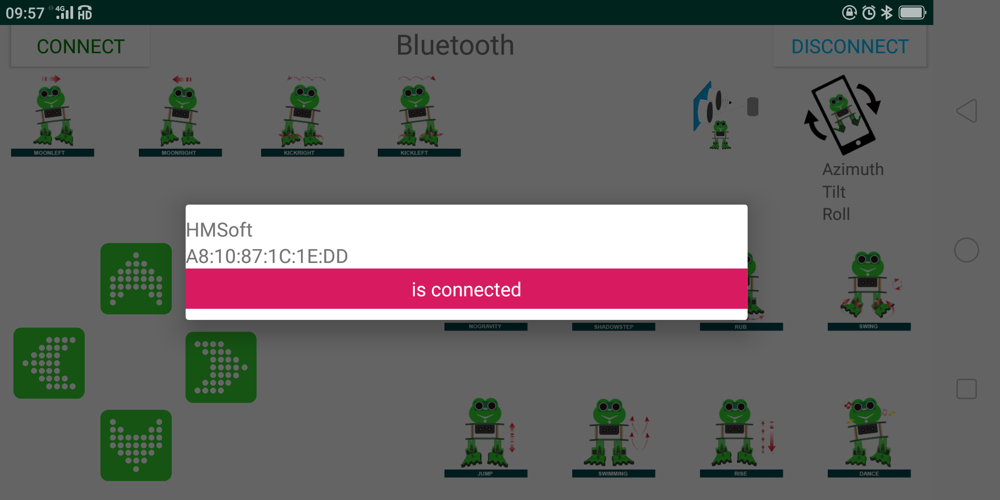 09:57 4G HD
CONNECT
Bluetooth
DISCONNECT
MOONLEFT
MOONRIGHT
KICKRIGHT
KICKLEFT
Azimuth
Tilt
Roll
HMSoft
A8:10:87:1C:1E:DD
is connected
NOGRAVITY
SHADOWSTEP
RUB
SWING
JUMP
SWIMMING
RISE
DANCE